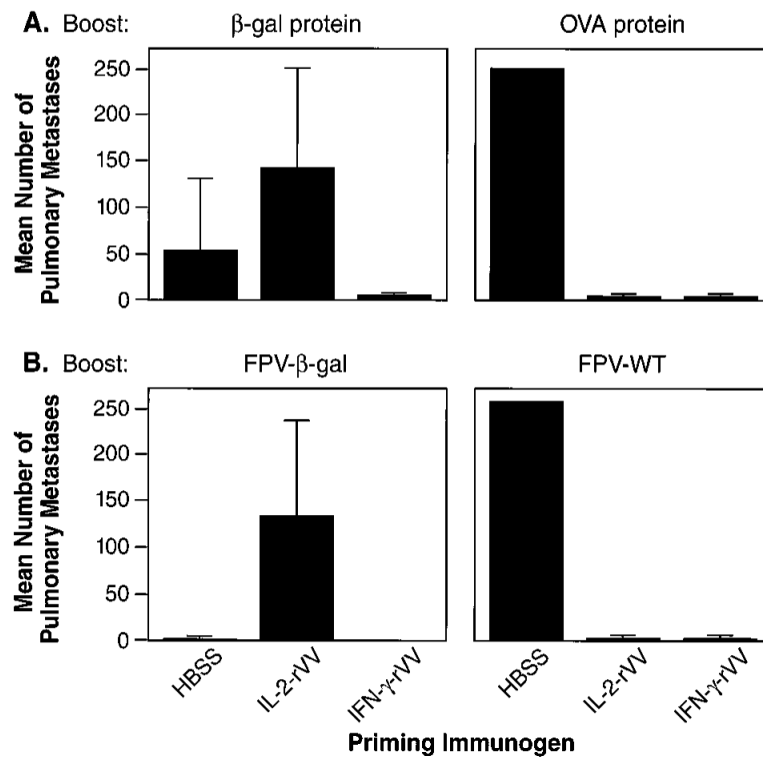 A. Boost: β-gal protein OVA protein
Mean Number of
Pulmonary Metastases
250
200
150
100
50
0
B. Boost: FPV-β-gal FPV-WT
Mean Number of
Pulmonary Metastases
250
200
150
100
50
0
HBSS IL-2-rVV IFN-γ-rVV HBSS IL-2-rVV IFN-γ-rVV
Priming Immunogen